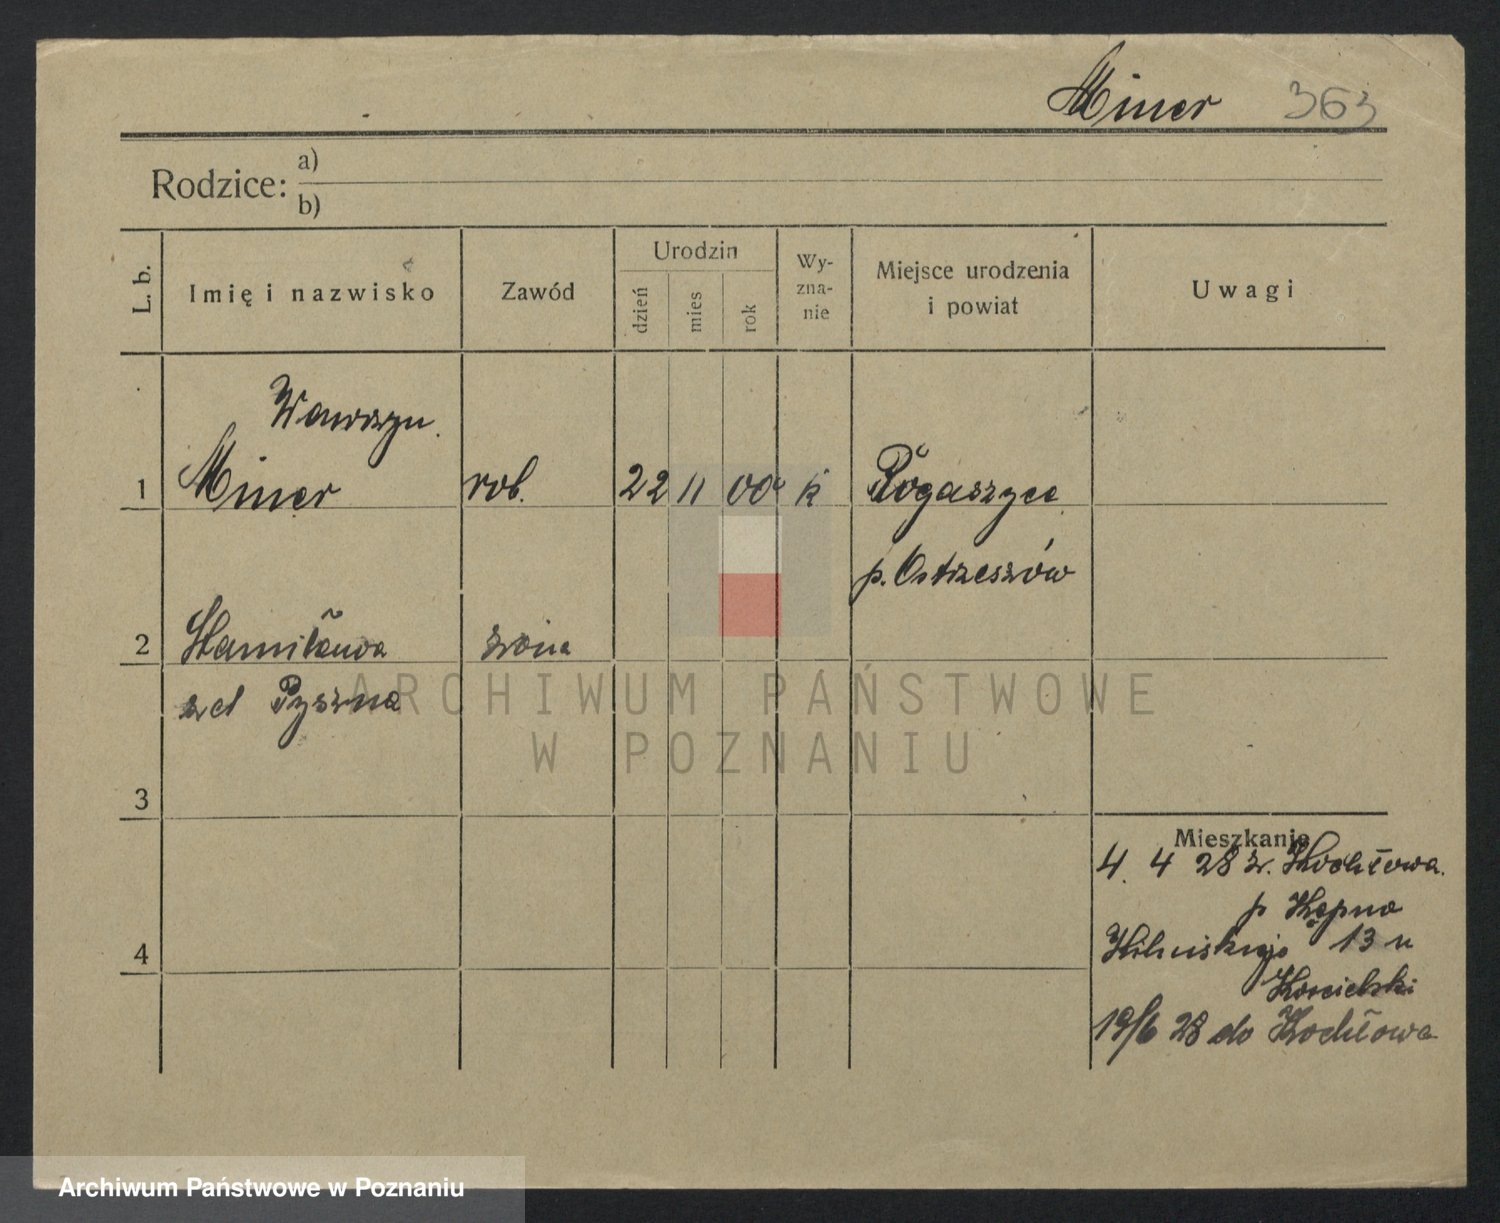 Miner 363
Rodzice: a)
b)
L. b.
Imię i nazwisko
Zawód
Urodzin
dzień
mies
rok
Wy-
zna-
nie
Miejsce urodzenia
i powiat
Uwagi
Wawrzyn.
1 Miner rob. 22 11 00 k Rogaszyce
p. Ostrzeszów
2 Stanisława żona
zd Pyszna
ARCHIWUM PAŃSTWOWE
W POZNANIU
3
Mieszkanie
4. 4 28 z. Kochłowa.
p Kępno
13 u
4
19/6 28 do Kochłowa
Archiwum Państwowe w Poznaniu